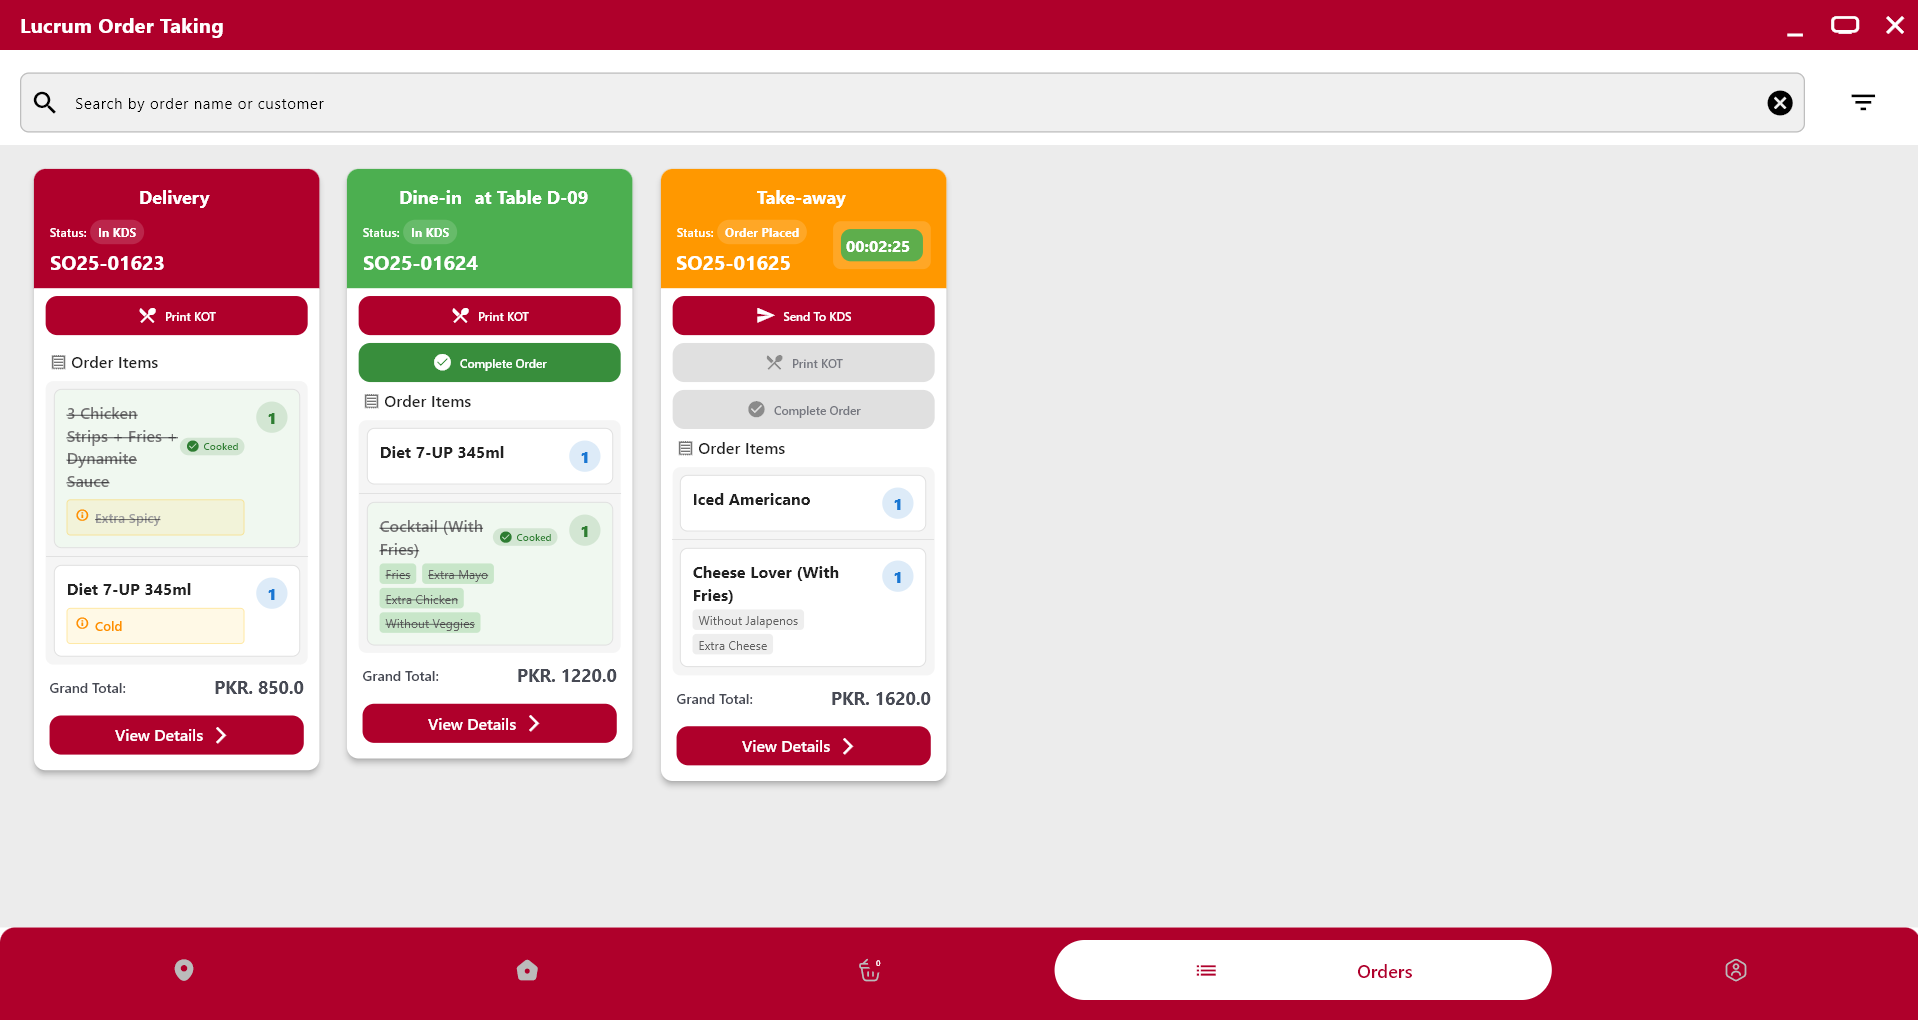 Lucrum Order Taking
Search by order name or customer
Delivery
Status: In KDS
SO25-01623
Print KOT
Order Items
3 Chicken
Strips + Fries +
Dynamite
Sauce
Cooked
1
Extra Spicy
Diet 7-UP 345ml
1
Cold
Grand Total: PKR. 850.0
View Details
Dine-in at Table D-09
Status: In KDS
SO25-01624
Print KOT
Complete Order
Order Items
Diet 7-UP 345ml
1
Cocktail (With
Fries)
Cooked
1
Fries Extra Mayo
Extra Chicken
Without Veggies
Grand Total: PKR. 1220.0
View Details
Take-away
Status: Order Placed
00:02:25
SO25-01625
Send To KDS
Print KOT
Complete Order
Order Items
Iced Americano
1
Cheese Lover (With
Fries)
1
Without Jalapenos
Extra Cheese
Grand Total: PKR. 1620.0
View Details
0
Orders